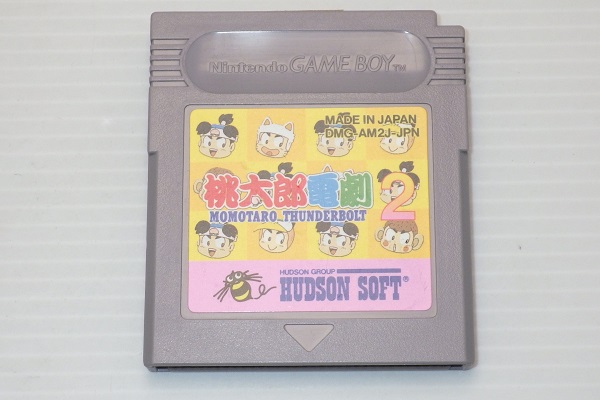 Nintendo GAME BOY TM
MADE IN JAPAN
DMG-AM2J-JPN
桃太郎電劇2
MOMOTARO THUNDERBOLT
HUDSON GROUP
HUDSON SOFT®